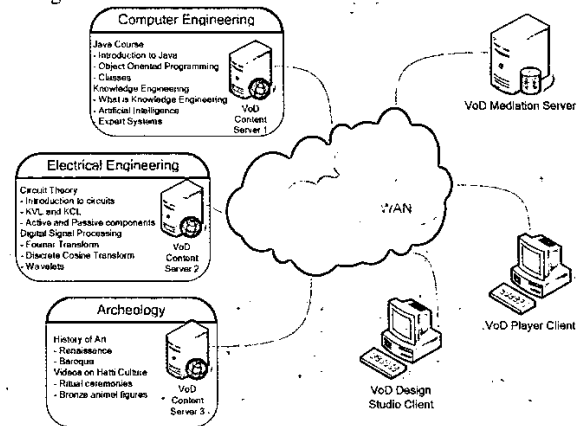 Computer Engineering
Java Course
- Introduction to Java
- Object Oriented Programming
- Classes
Knowledge Engineering
- What is Knowledge Engineering
- Artificial Intelligence
- Expert Systems
VoD
Content
Server 1
VoD Mediation Server
Electrical Engineering
Circuit Theory
- Introduction to circuits
- KVL and KCL
- Active and Passive components
Digital Signal Processing
- Fourier Transform
- Discrete Cosine Transform
- Wavelets
VoD
Content
Server 2
WAN
VoD Player Client
Archeology
History of Art
- Renaissance
- Baroque
Videos on Hatti Culture
- Ritual ceremonies
- Bronze animel figures
VoD
Content
Server 3
VoD Design
Studio Client